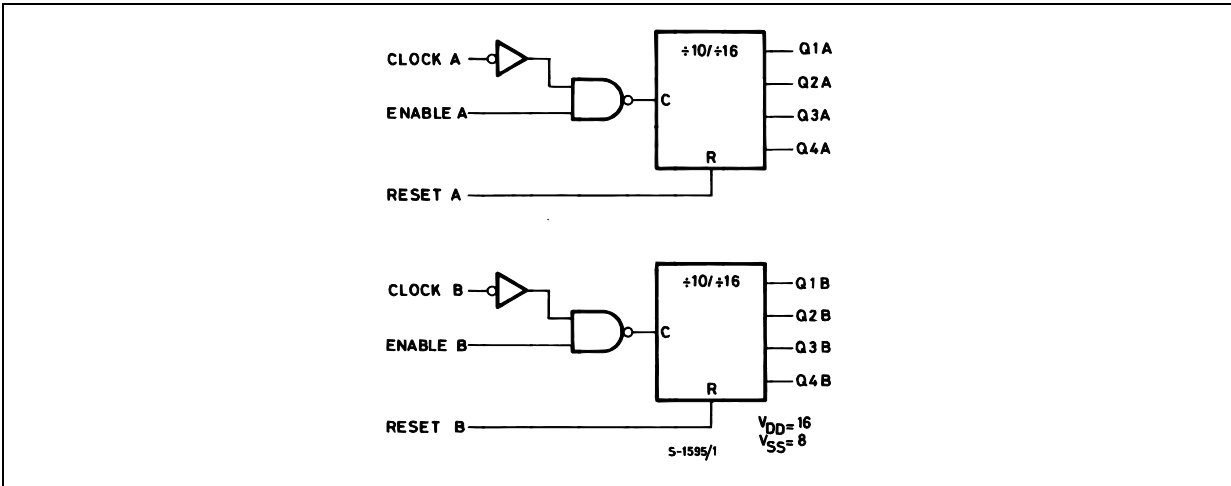 CLOCK A
÷10/÷16
Q1A
Q2A
ENABLE A
C
Q3A
Q4A
R
RESET A
CLOCK B
÷10/÷16
Q1B
Q2B
ENABLE B
C
Q3B
Q4B
R
RESET B
VDD= 16
VSS= 8
S-1595/1